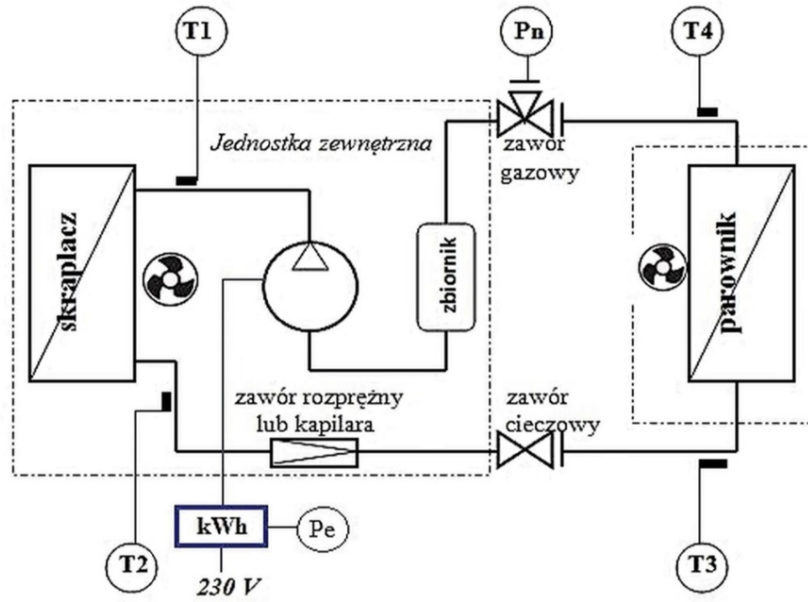 T1
Pn
T4
Jednostka zewnętrzna
zawór
gazowy
skraplacz
zbiornik
parownik
zawór rozprężny
lub kapilara
zawór
cieczowy
kWh
Pe
T2
230 V
T3